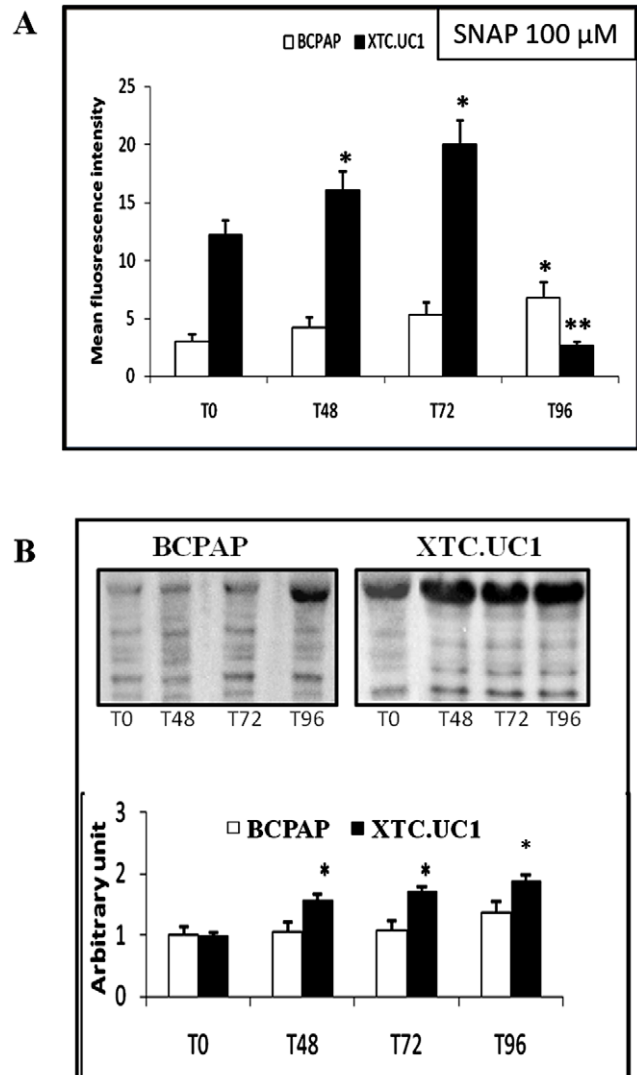 A
BCPAP XTC.UC1
SNAP 100 µM
Mean fluosrescence intensity
25
20
15
10
5
0
*
*
*
**
T0 T48 T72 T96
B
BCPAP XTC.UC1
T0 T48 T72 T96 T0 T48 T72 T96
BCPAP XTC.UC1
Arbitrary unit
3
2
1
0
*
*
*
T0 T48 T72 T96